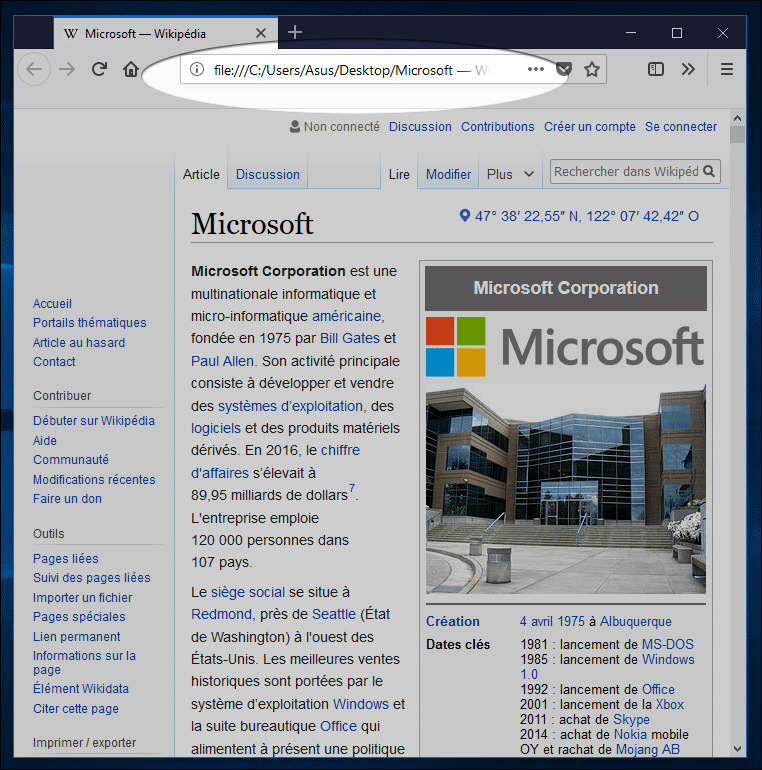 Microsoft — Wikipédia
file:///C:/Users/Asus/Desktop/Microsoft — Wi
Non connecté Discussion Contributions Créer un compte Se connecter
Article Discussion Lire Modifier Plus Rechercher dans Wikipéd
Microsoft
47° 38′ 22,55″ N, 122° 07′ 42,42″ O
Accueil
Portails thématiques
Article au hasard
Contact
Contribuer
Débuter sur Wikipédia
Aide
Communauté
Modifications récentes
Faire un don
Outils
Pages liées
Suivi des pages liées
Importer un fichier
Pages spéciales
Lien permanent
Informations sur la
page
Élément Wikidata
Citer cette page
Imprimer / exporter
Microsoft Corporation est une
multinationale informatique et
micro-informatique américaine,
fondée en 1975 par Bill Gates et
Paul Allen. Son activité principale
consiste à développer et vendre
des systèmes d’exploitation, des
logiciels et des produits matériels
dérivés. En 2016, le chiffre
d'affaires s’élevait à
89,95 milliards de dollars7.
L'entreprise emploie
120 000 personnes dans
107 pays.
Le siège social se situe à
Redmond, près de Seattle (État
de Washington) à l'ouest des
États-Unis. Les meilleures ventes
historiques sont portées par le
système d’exploitation Windows et
la suite bureautique Office qui
alimentent à présent une politique
Microsoft Corporation
Microsoft
Création 4 avril 1975 à Albuquerque
Dates clés 1981 : lancement de MS-DOS
1985 : lancement de Windows
1.0
1992 : lancement de Office
2001 : lancement de la Xbox
2011 : achat de Skype
2014 : achat de Nokia mobile
OY et rachat de Mojang AB